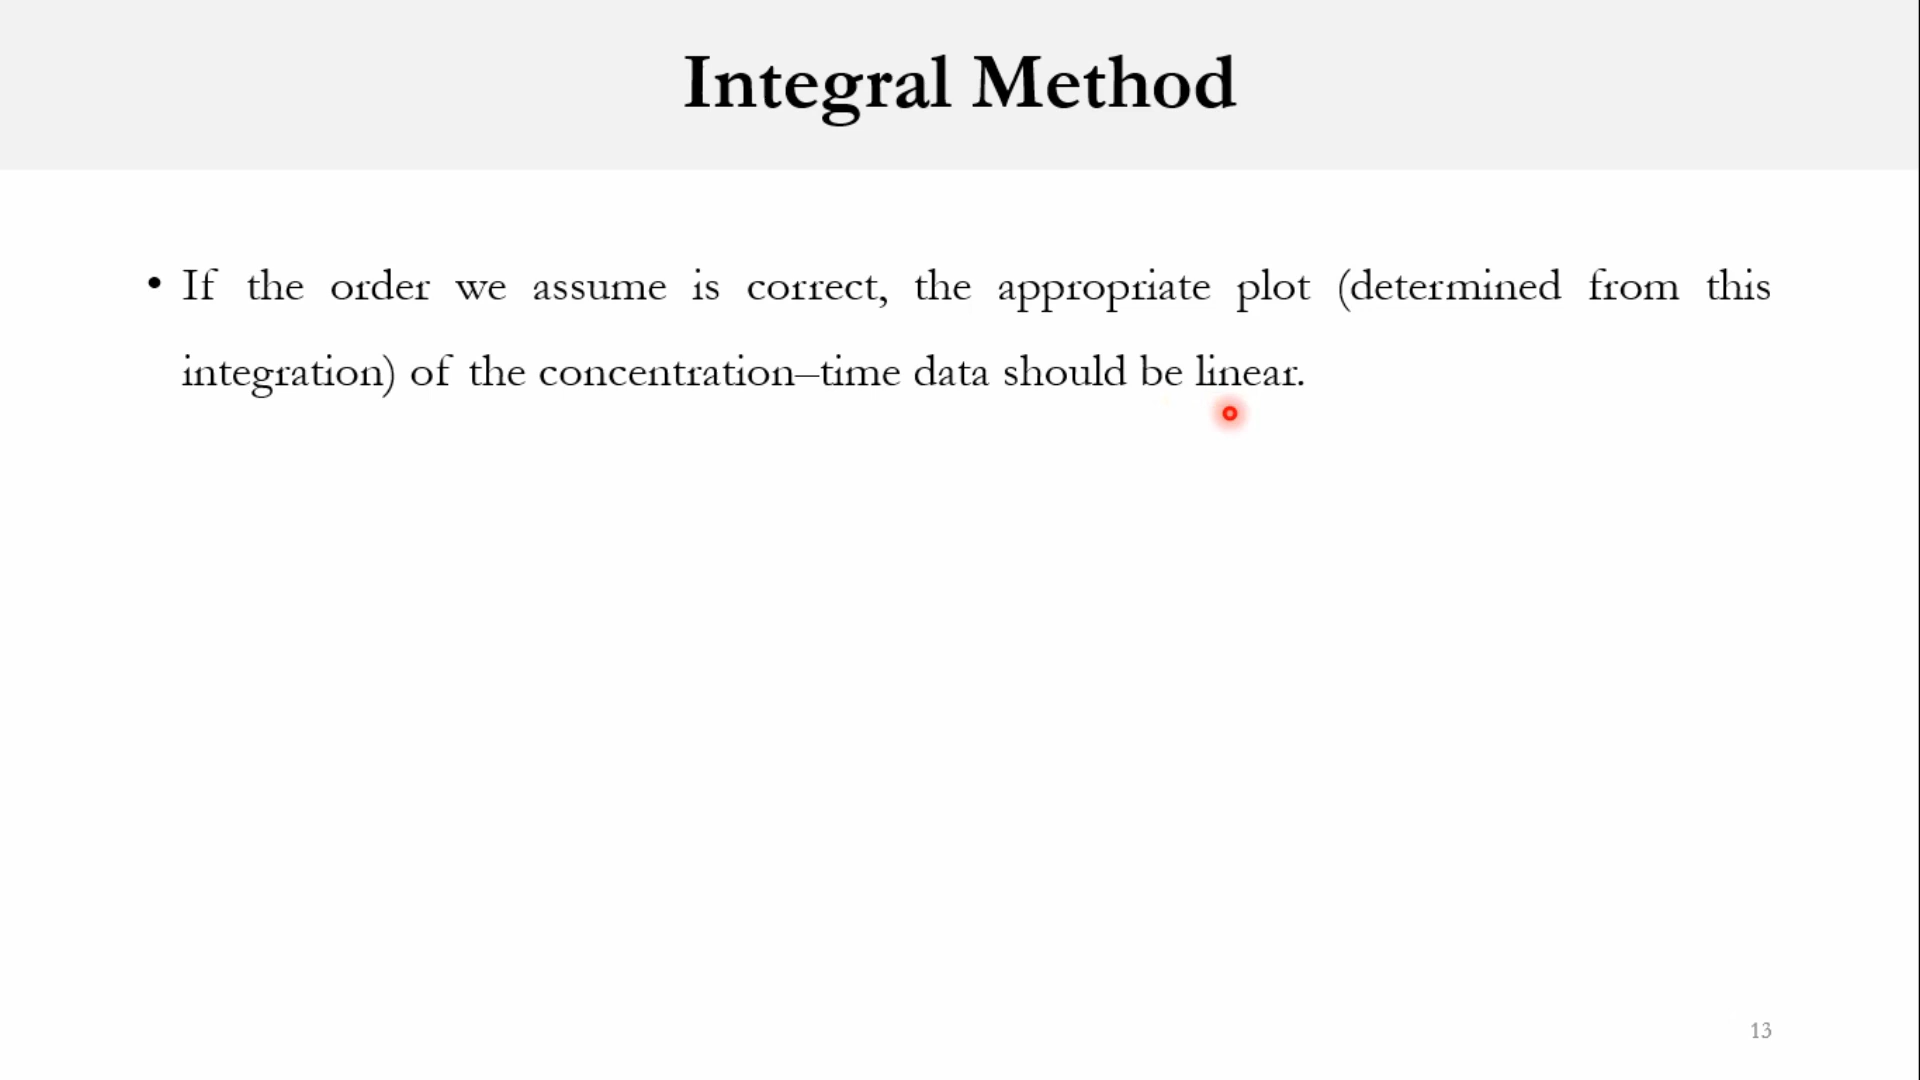 Integral Method
• If the order we assume is correct, the appropriate plot (determined from this
integration) of the concentration–time data should be linear.
13